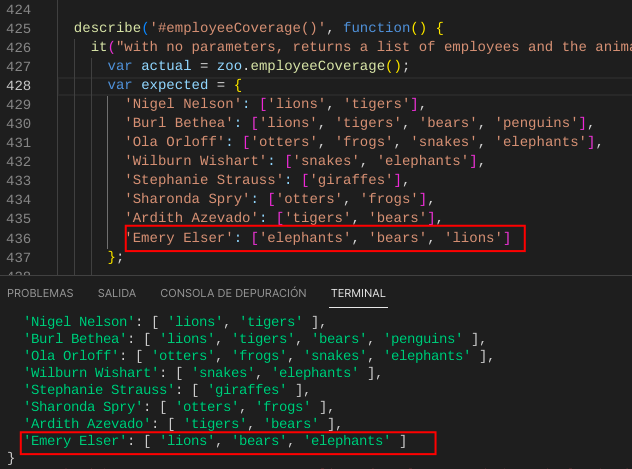 424
425 describe('#employeeCoverage()', function() {
426 it("with no parameters, returns a list of employees and the
427 var actual = zoo.employeeCoverage();
428 var expected = {
429 'Nigel Nelson': ['lions', 'tigers'],
430 'Burl Bethea': ['lions', 'tigers', 'bears', 'penguins'],
431 'Ola Orloff': ['otters', 'frogs', 'snakes', 'elephants'],
432 'Wilburn Wishart': ['snakes', 'elephants'],
433 'Stephanie Strauss': ['giraffes'],
434 'Sharonda Spry': ['otters', 'frogs'],
435 'Ardith Azevado': ['tigers', 'bears'],
436 'Emery Elser': ['elephants', 'bears', 'lions']
437 };
PROBLEMAS SALIDA CONSOLA DE DEPURACIÓN TERMINAL
'Nigel Nelson': [ 'lions', 'tigers' ],
'Burl Bethea': [ 'lions', 'tigers', 'bears', 'penguins' ],
'Ola Orloff': [ 'otters', 'frogs', 'snakes', 'elephants' ],
'Wilburn Wishart': [ 'snakes', 'elephants' ],
'Stephanie Strauss': [ 'giraffes' ],
'Sharonda Spry': [ 'otters', 'frogs' ],
'Ardith Azevado': [ 'tigers', 'bears' ],
'Emery Elser': [ 'lions', 'bears', 'elephants' ]
}